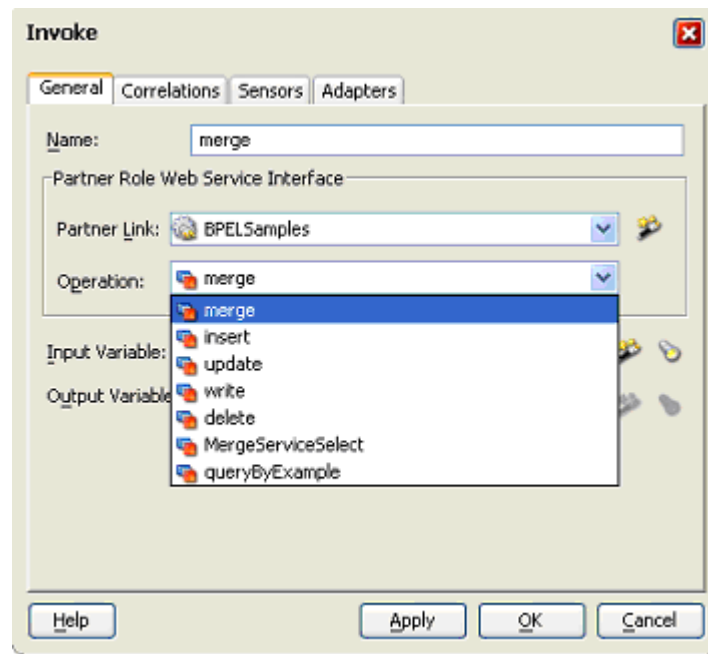 Invoke
General Correlations Sensors Adapters
Name: merge
Partner Role Web Service Interface
Partner Link: BPELSamples
Operation: merge
merge
insert
Input Variable:
update
write
Output Variable
delete
MergeServiceSelect
queryByExample
Help Apply OK Cancel